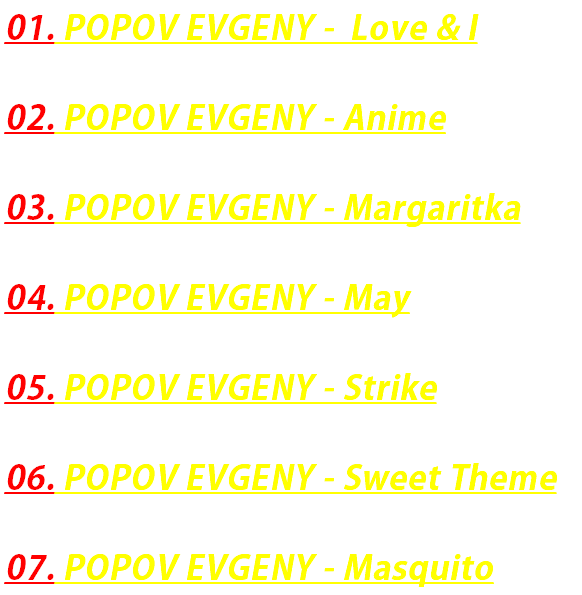 01. POPOV EVGENY - Love & I
02. POPOV EVGENY - Anime
03. POPOV EVGENY - Margaritka
04. POPOV EVGENY - May
05. POPOV EVGENY - Strike
06. POPOV EVGENY - Sweet Theme
07. POPOV EVGENY - Masquito